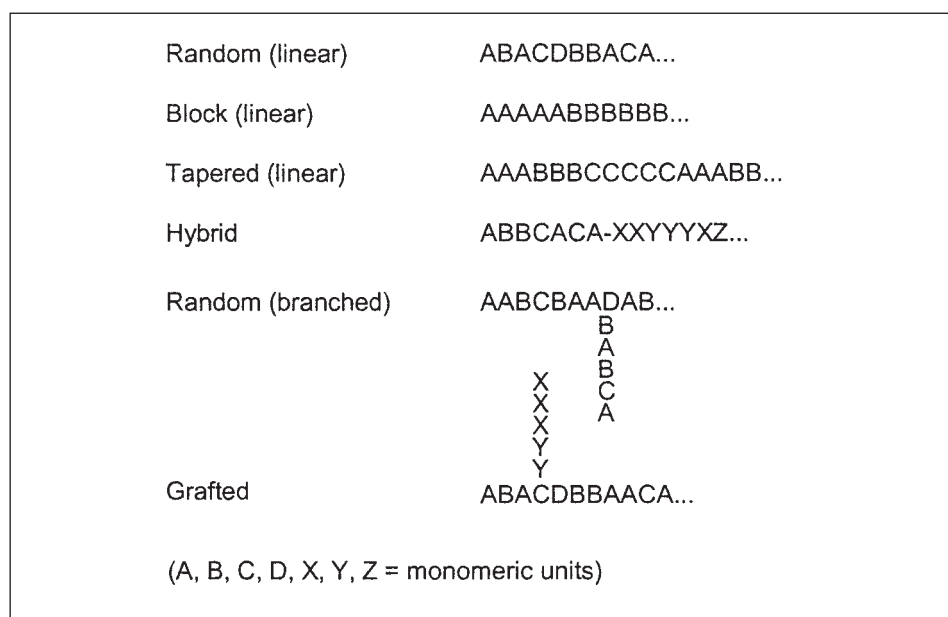 Random (linear) ABACDBBACA...
Block (linear) AAAAABBBBBB...
Tapered (linear) AAABBBCCCCCAAABB...
Hybrid ABBCACA-XXYYYXZ...
Random (branched) AABCBAADAB...
B
A
B
C
A
X
X
X
Y
Y
Grafted ABACDBBAACA...
(A, B, C, D, X, Y, Z = monomeric units)